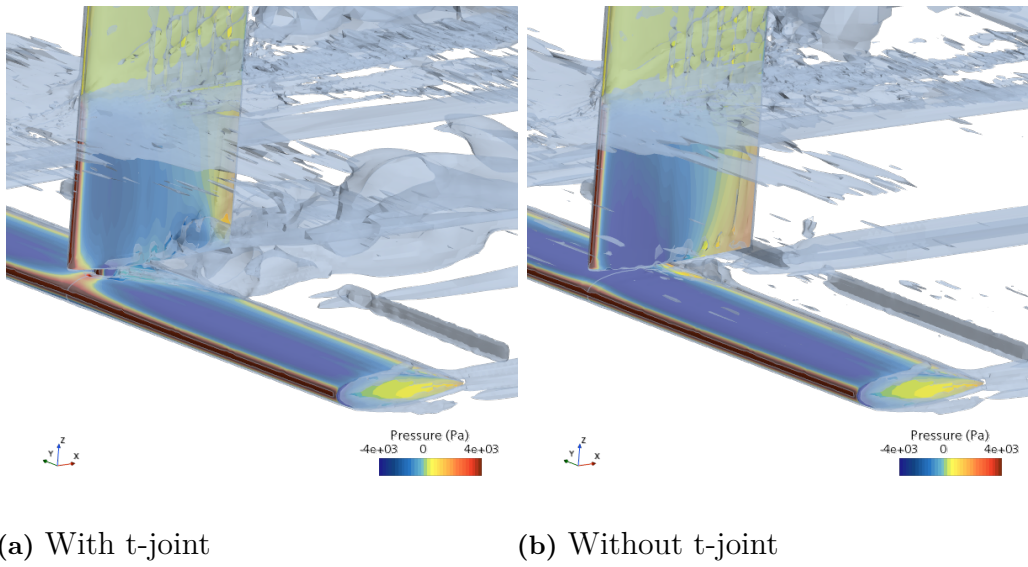 Pressure (Pa)
-4e+03 0 4e+03
Z
Y X
Pressure (Pa)
-4e+03 0 4e+03
Z
Y X
(a) With t-joint
(b) Without t-joint